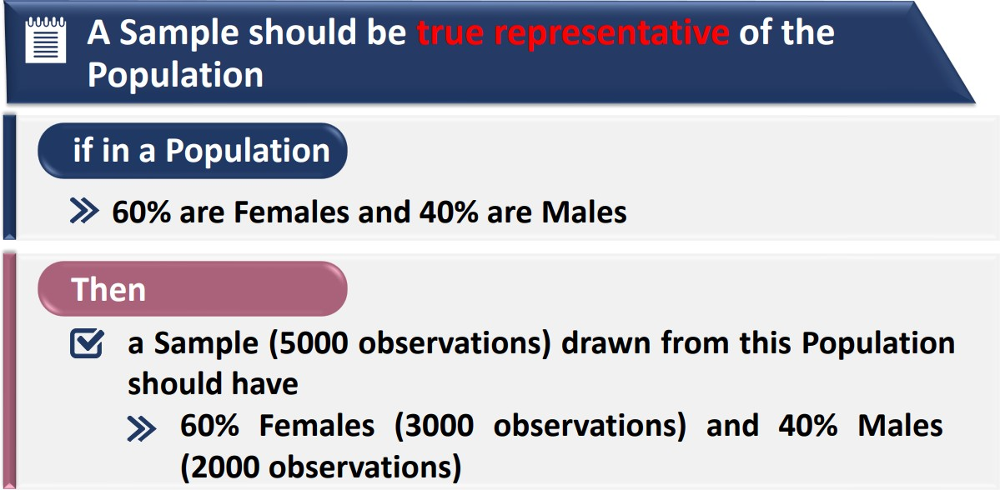 A Sample should be true representative of the
Population
if in a Population
60% are Females and 40% are Males
Then
a Sample (5000 observations) drawn from this Population
should have
60% Females (3000 observations) and 40% Males
(2000 observations)